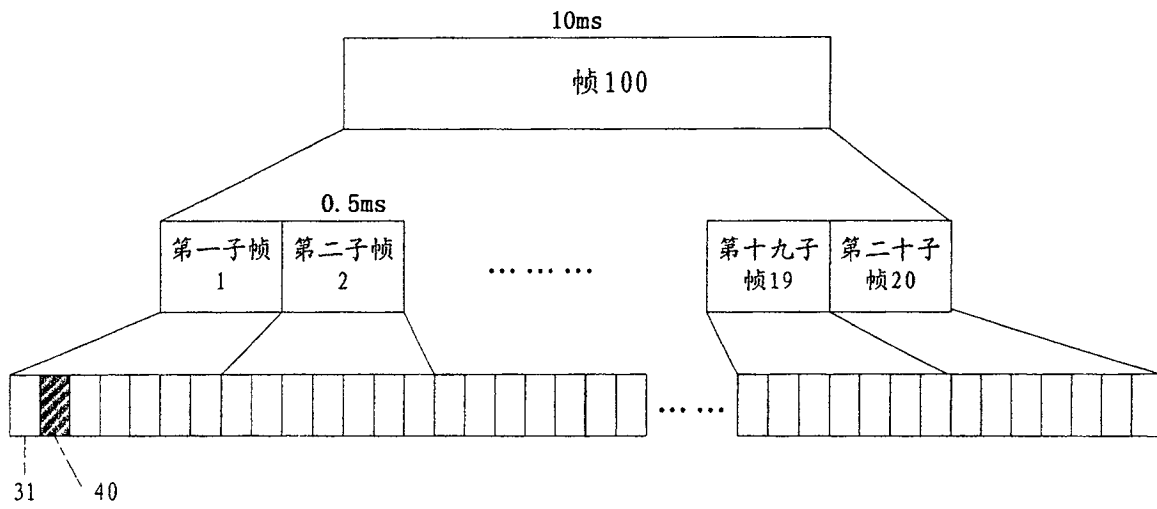 10ms
帧100
0.5ms
第一子帧
1
第二子帧
2
… … …
第十九子
帧19
第二十子
帧20
… …
31
40